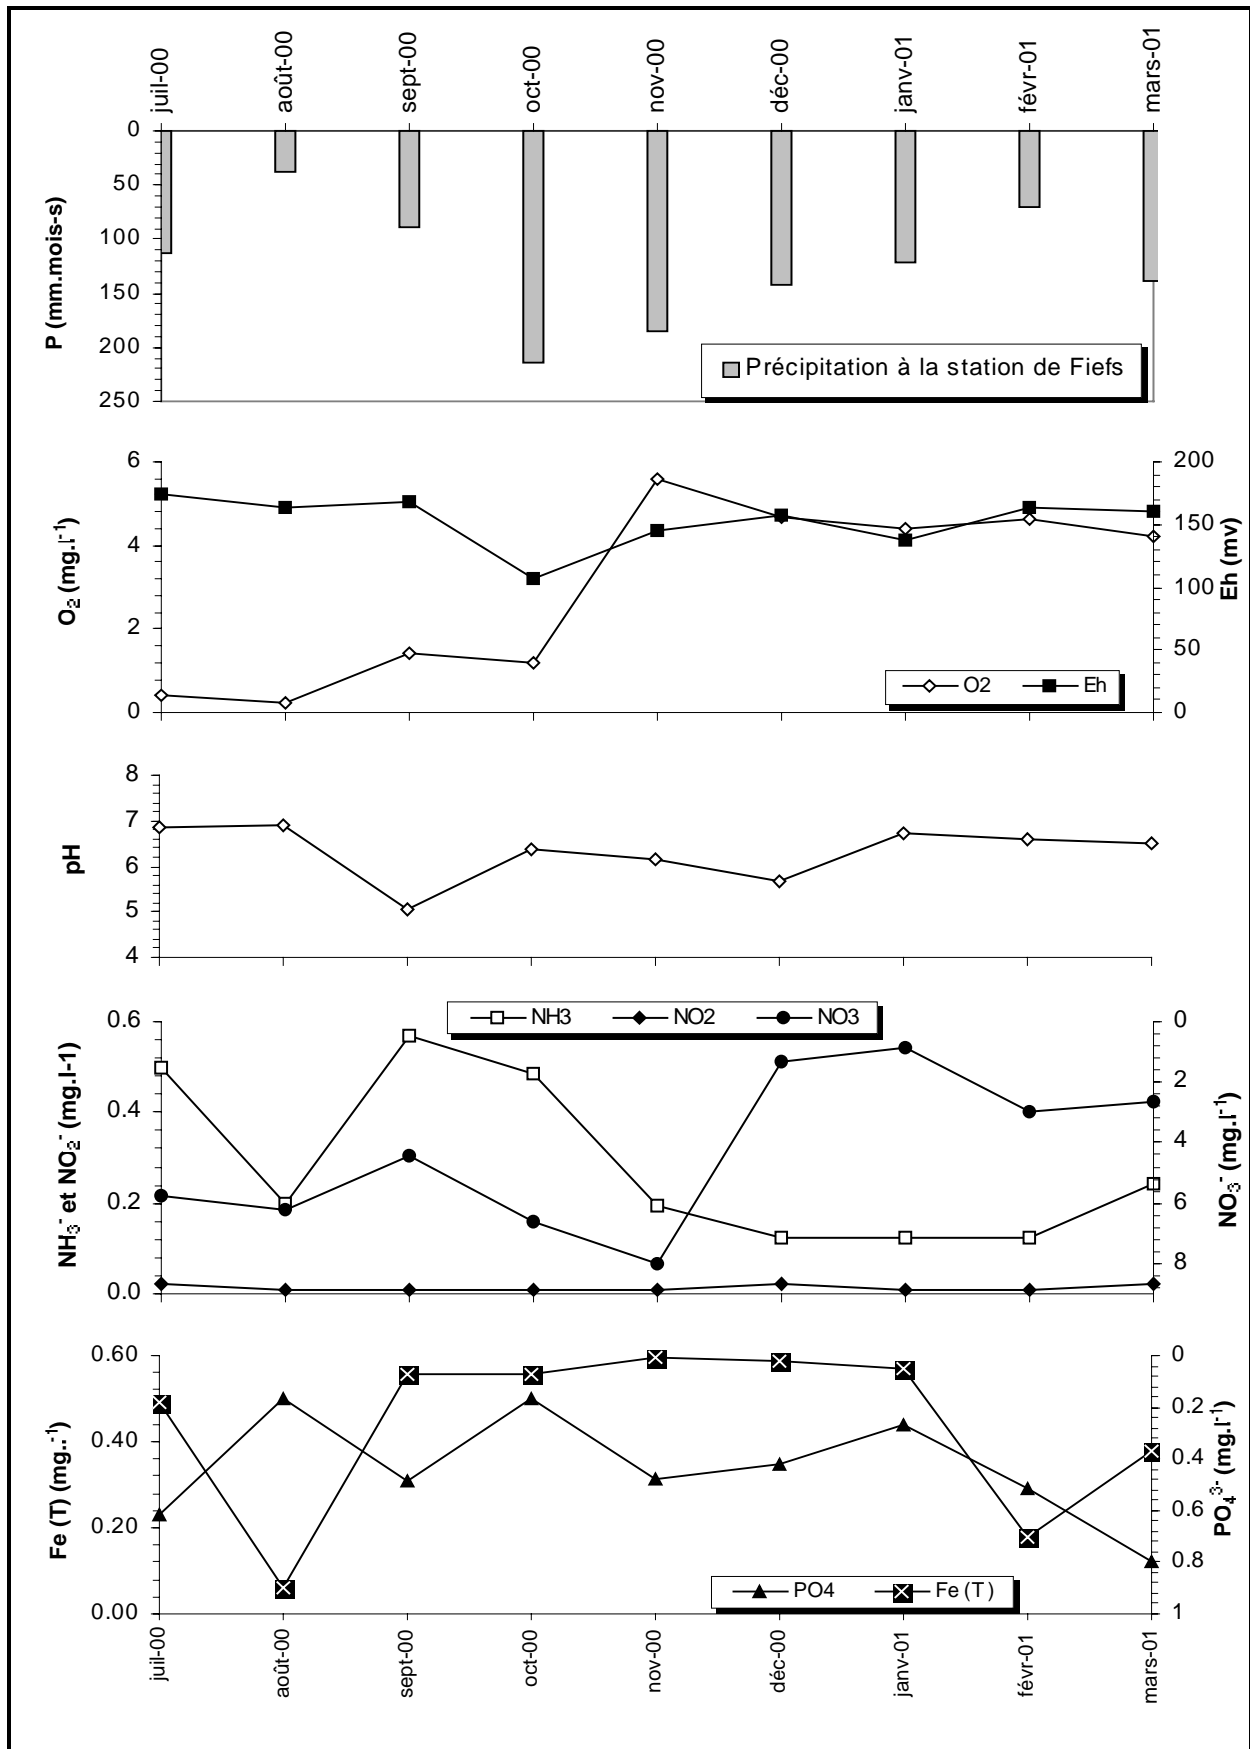 juil-00 août-00 sept-00 oct-00 nov-00 déc-00 janv-01 févr-01 mars-01
0
50
100
150
200
250
P (mm.mois-s)
Précipitation à la station de Fiefs
6
4
2
0
O₂ (mg.l⁻¹)
200
150
100
50
0
Eh (mv)
O2 Eh
8
7
6
5
4
pH
NH3 NO2 NO3
0.6
0.4
0.2
0.0
NH₃⁻ et NO₂⁻ (mg.l-1)
0
2
4
6
8
NO₃⁻ (mg.l⁻¹)
0.60
0.40
0.20
0.00
Fe (T) (mg..⁻¹)
0
0.2
0.4
0.6
0.8
1
PO₄³⁻ (mg.l⁻¹)
PO4 Fe (T)
juil-00 août-00 sept-00 oct-00 nov-00 déc-00 janv-01 févr-01 mars-01